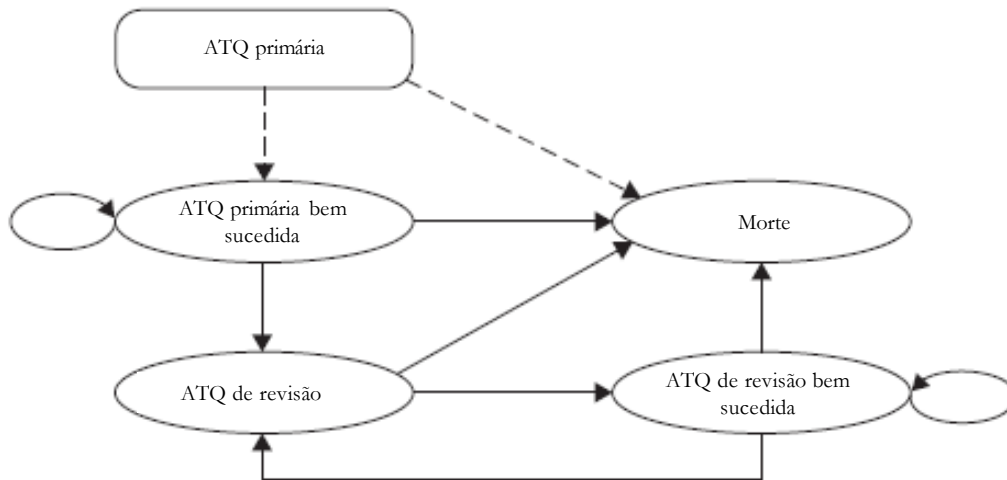 ATQ primária
ATQ primária bem
sucedida
Morte
ATQ de revisão
ATQ de revisão bem
sucedida